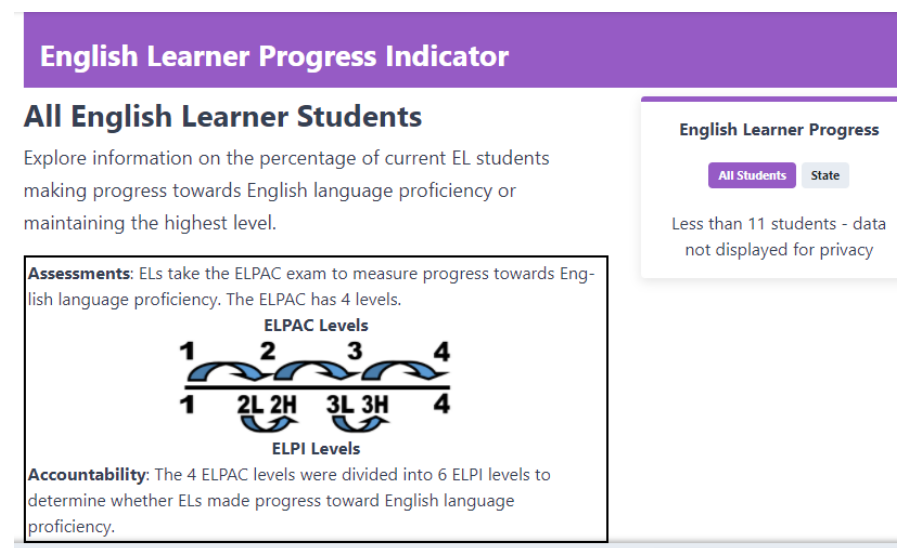 English Learner Progress Indicator
All English Learner Students
Explore information on the percentage of current EL students
making progress towards English language proficiency or
maintaining the highest level.
Assessments: ELs take the ELPAC exam to measure progress towards Eng-
lish language proficiency. The ELPAC has 4 levels.
ELPAC Levels
1 2 3 4
1 2L 2H 3L 3H 4
ELPI Levels
Accountability: The 4 ELPAC levels were divided into 6 ELPI levels to
determine whether ELs made progress toward English language
proficiency.
English Learner Progress
All Students State
Less than 11 students - data
not displayed for privacy